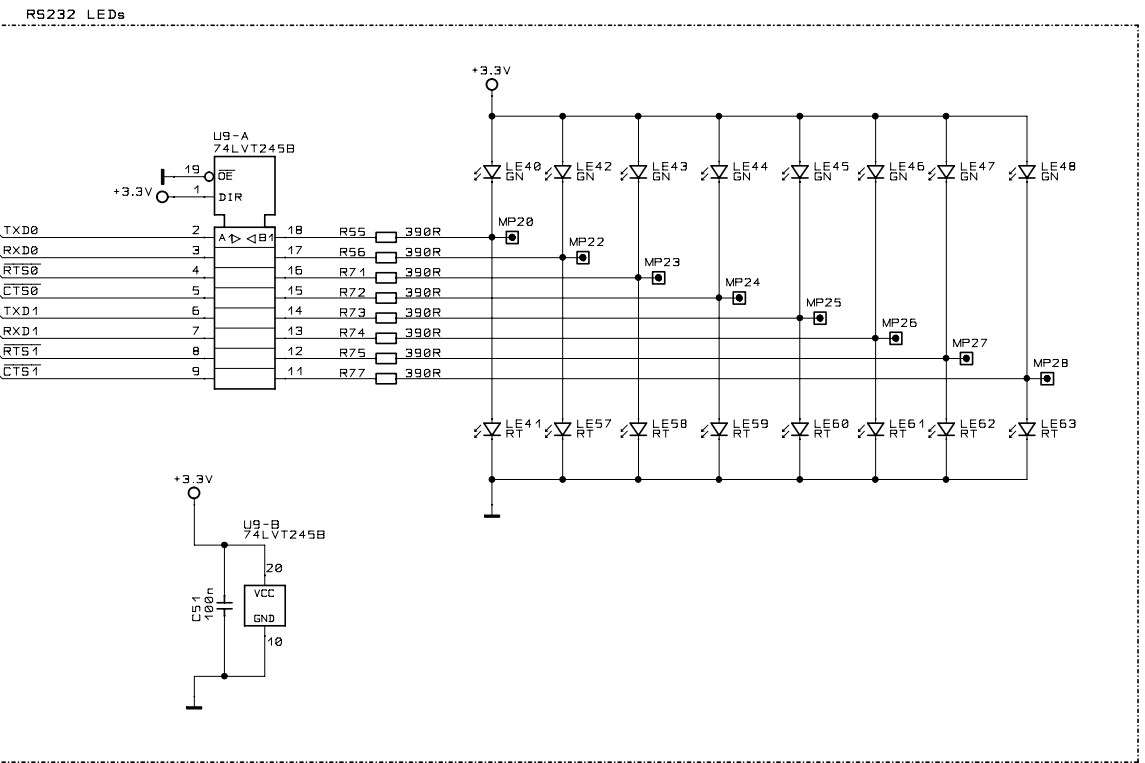 RS232 LEDs
+3.3V
U9-A
74LVT245B
19 OE
+3.3V 1 DIR
LE40 GN
LE42 GN
LE43 GN
LE44 GN
LE45 GN
LE46 GN
LE47 GN
LE48 GN
TXD0 2 A1 B1 18 R55 390R MP20
RXD0 3 17 R56 390R MP22
RTS0 4 16 R71 390R MP23
CTS0 5 15 R72 390R MP24
TXD1 6 14 R73 390R MP25
RXD1 7 13 R74 390R MP26
RTS1 8 12 R75 390R MP27
CTS1 9 11 R77 390R MP28
LE41 RT
LE57 RT
LE58 RT
LE59 RT
LE60 RT
LE61 RT
LE62 RT
LE63 RT
+3.3V
U9-B
74LVT245B
20
VCC
C51
100n
GND
10